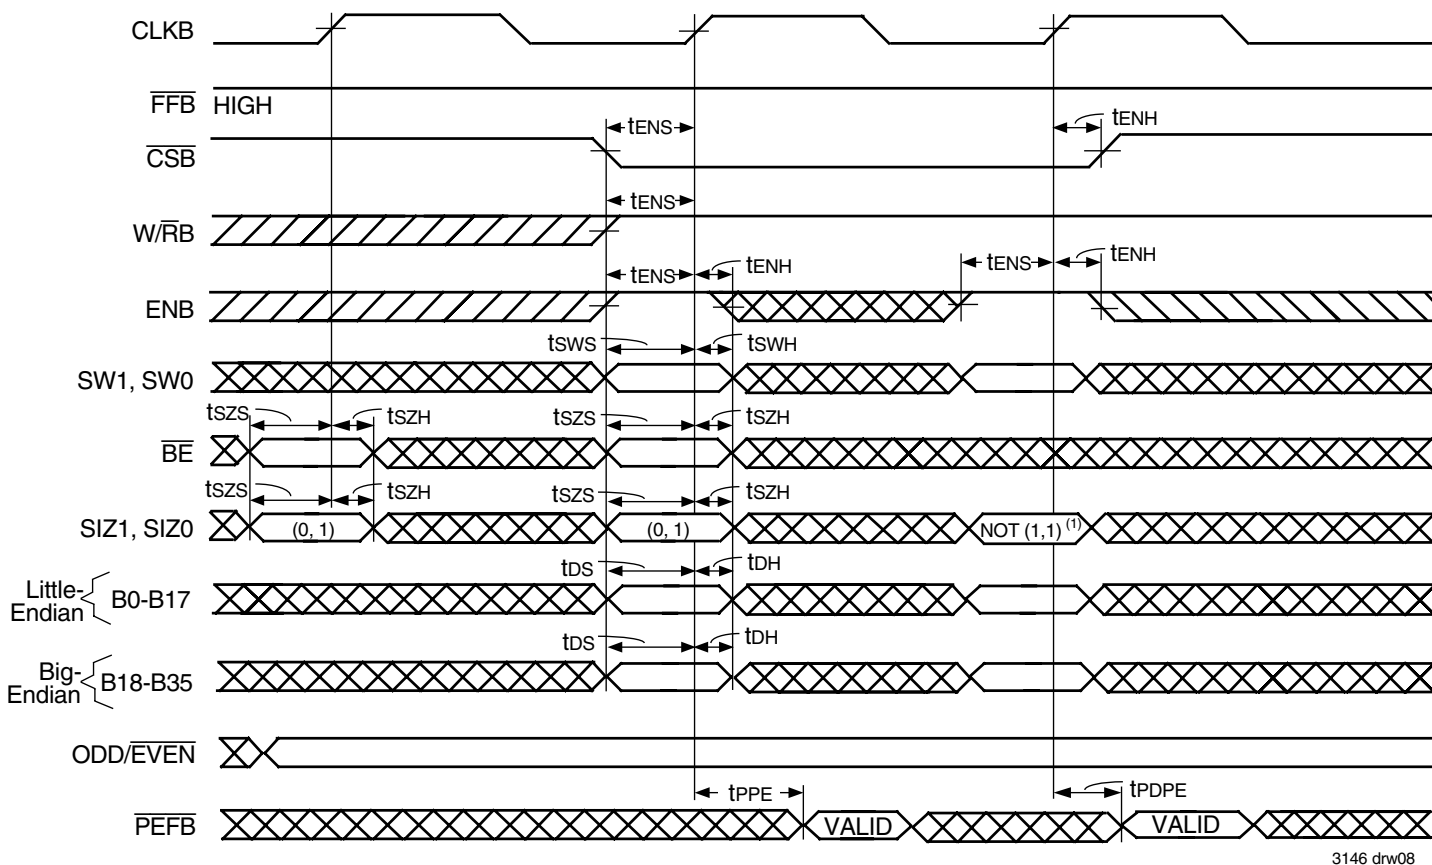 CLKB
FFB HIGH
tENS
tENH
CSB
tENS
W/RB
tENS
tENH
tENS
tENH
ENB
tSWS
tSWH
SW1, SW0
tSZS
tSZH
tSZS
tSZH
BE
tSZS
tSZH
tSZS
tSZH
SIZ1, SIZ0
(0, 1)
(0, 1)
NOT (1,1) (1)
tDS
tDH
Little-
Endian
B0-B17
tDS
tDH
Big-
Endian
B18-B35
ODD/EVEN
tPPE
tPDPE
PEFB
VALID
VALID
3146 drw08